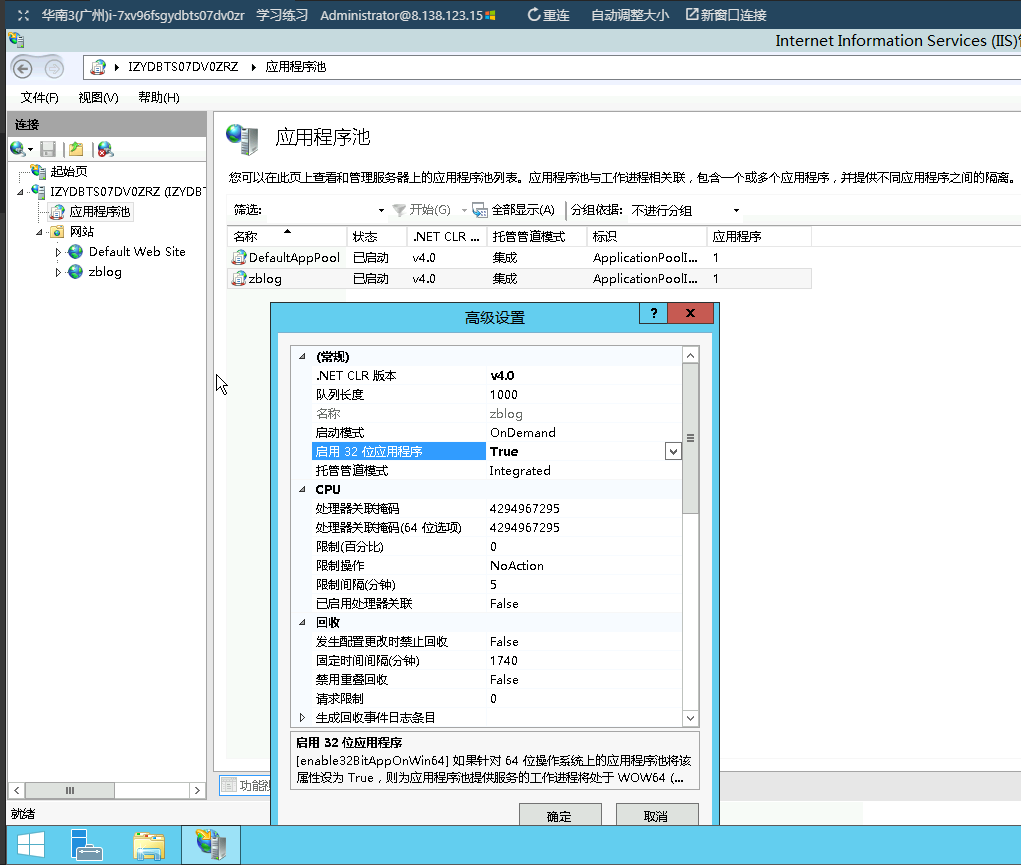 华南3(广州)i-7xv96fsgydbts07dv0zr 学习练习 Administrator@8.138.123.15 重连 自动调整大小 新窗口连接
Internet Information Services (IIS)
IZYDBTS07DV0ZRZ 应用程序池
文件(F) 视图(V) 帮助(H)
连接
起始页
IZYDBTS07DV0ZRZ (IZYDBT
应用程序池
网站
Default Web Site
zblog
应用程序池
您可以在此页上查看和管理服务器上的应用程序池列表。应用程序池与工作进程相关联，包含一个或多个应用程序，并提供不同应用程序之间的隔离。
筛选: 开始(G) 全部显示(A) 分组依据: 不进行分组
名称 状态 .NET CLR ... 托管管道模式 标识 应用程序
DefaultAppPool 已启动 v4.0 集成 ApplicationPoolI... 1
zblog 已启动 v4.0 集成 ApplicationPoolI... 1
高级设置 ? x
(常规)
.NET CLR 版本 v4.0
队列长度 1000
名称 zblog
启动模式 OnDemand
启用 32 位应用程序 True
托管管道模式 Integrated
CPU
处理器关联掩码 4294967295
处理器关联掩码(64 位选项) 4294967295
限制(百分比) 0
限制操作 NoAction
限制间隔(分钟) 5
已启用处理器关联 False
回收
发生配置更改时禁止回收 False
固定时间间隔(分钟) 1740
禁用重叠回收 False
请求限制 0
生成回收事件日志条目
启用 32 位应用程序
[enable32BitAppOnWin64] 如果针对 64 位操作系统上的应用程序池将该
属性设为 True，则为应用程序池提供服务的工作进程将处于 WOW64 (...
确定 取消
功能视
就绪